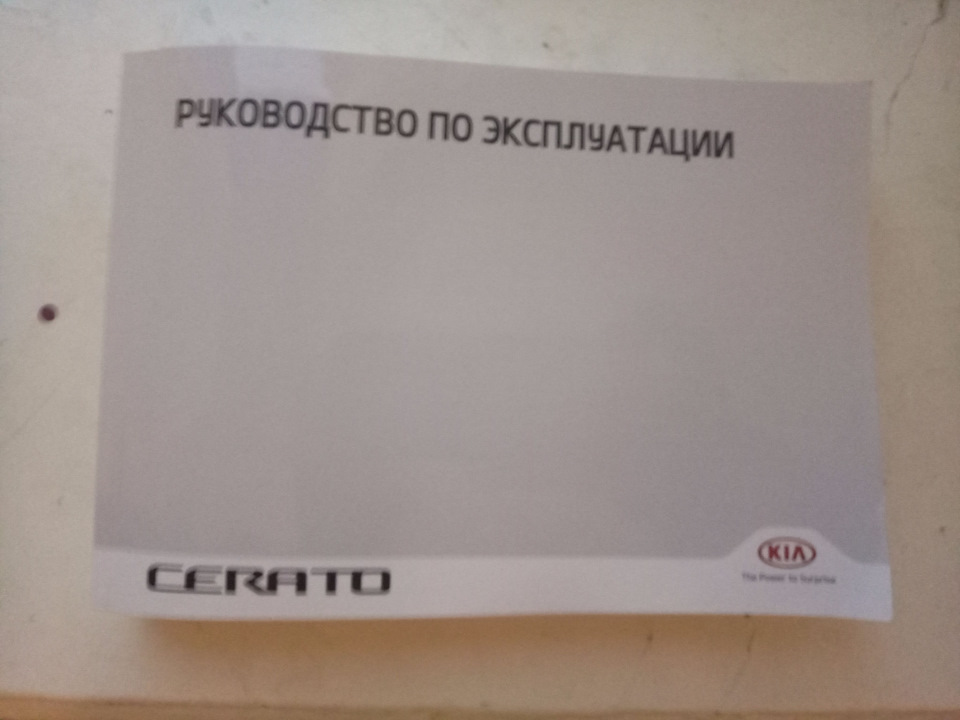 РУКОВОДСТВО ПО ЭКСПЛУАТАЦИИ
CERATO
KIA
The Power to Surprise